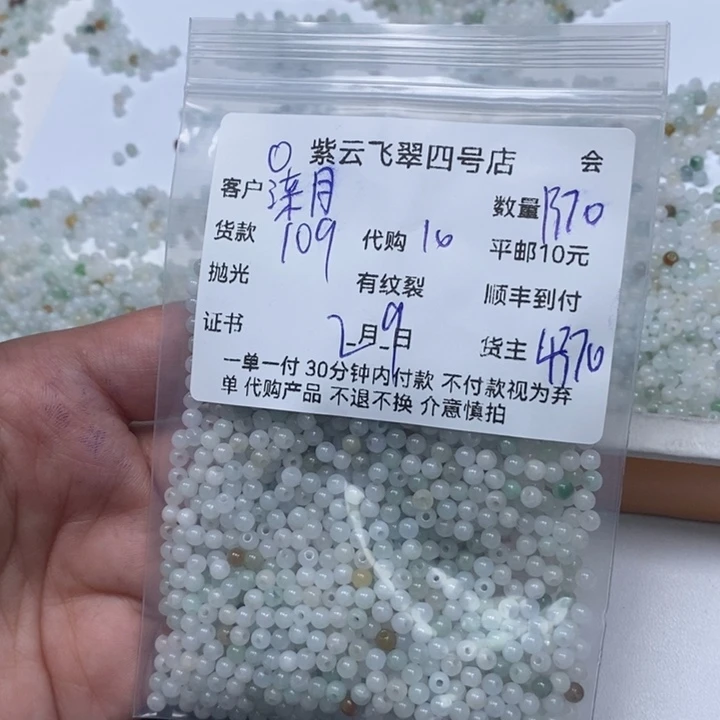 紫云飞翠四号店 会
客户 滦月 数量 1370
货款 109 代购 10 平邮10元
抛光 有纹裂 顺丰到付
证书 2月9日 货主 4370
一单一付 30分钟内付款 不付款视为弃
单 代购产品 不退不换 介意慎拍